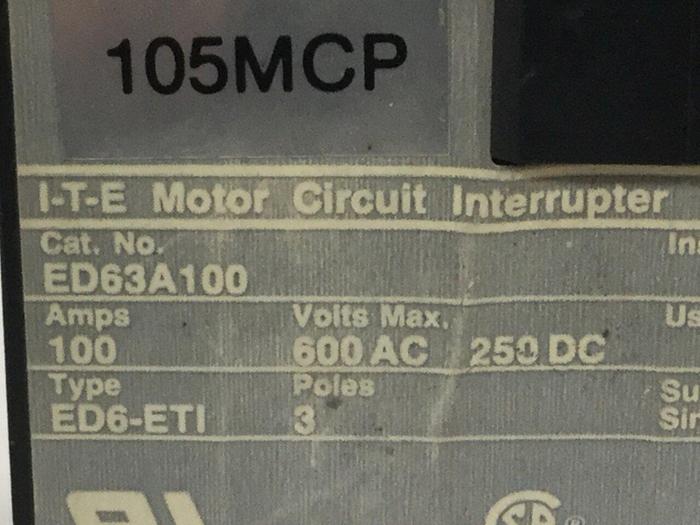 105MCP
I-T-E Motor Circuit Interrupter
Cat. No.
ED63A100
Amps Volts Max.
100 600 AC 250 DC
Type Poles
ED6-ETI 3